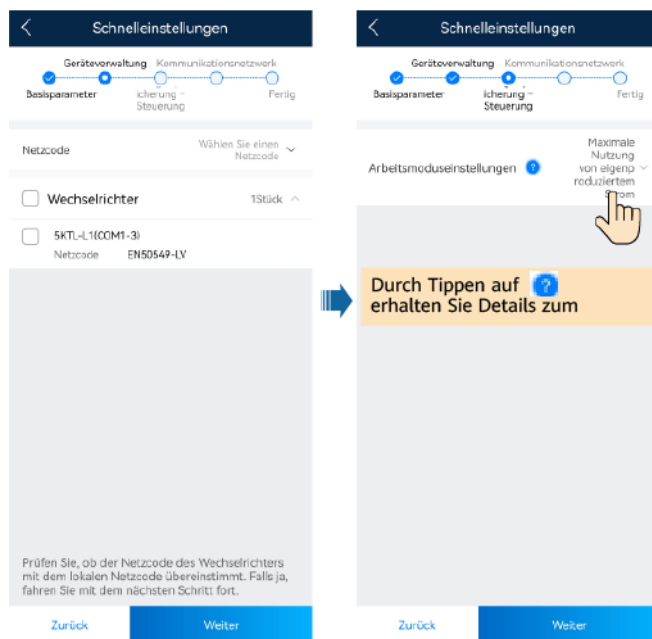 Schnelleinstellungen
Geräteverwaltung Kommunikationsnetzwerk
Basisparameter
icherung –
Steuerung
Fertig
Netzcode
Wählen Sie einen
Netzcode
Wechselrichter
1Stück
5KTL-L1(COM1-3)
Netzcode EN50549-LV
Prüfen Sie, ob der Netzcode des Wechselrichters
mit dem lokalen Netzcode übereinstimmt. Falls ja,
fahren Sie mit dem nächsten Schritt fort.
Zurück
Weiter
Schnelleinstellungen
Geräteverwaltung Kommunikationsnetzwerk
Basisparameter
icherung –
Steuerung
Fertig
Arbeitsmoduseinstellungen ?
Maximale
Nutzung
von eigenp
roduziertem
Strom
Durch Tippen auf ?
erhalten Sie Details zum
Zurück
Weiter